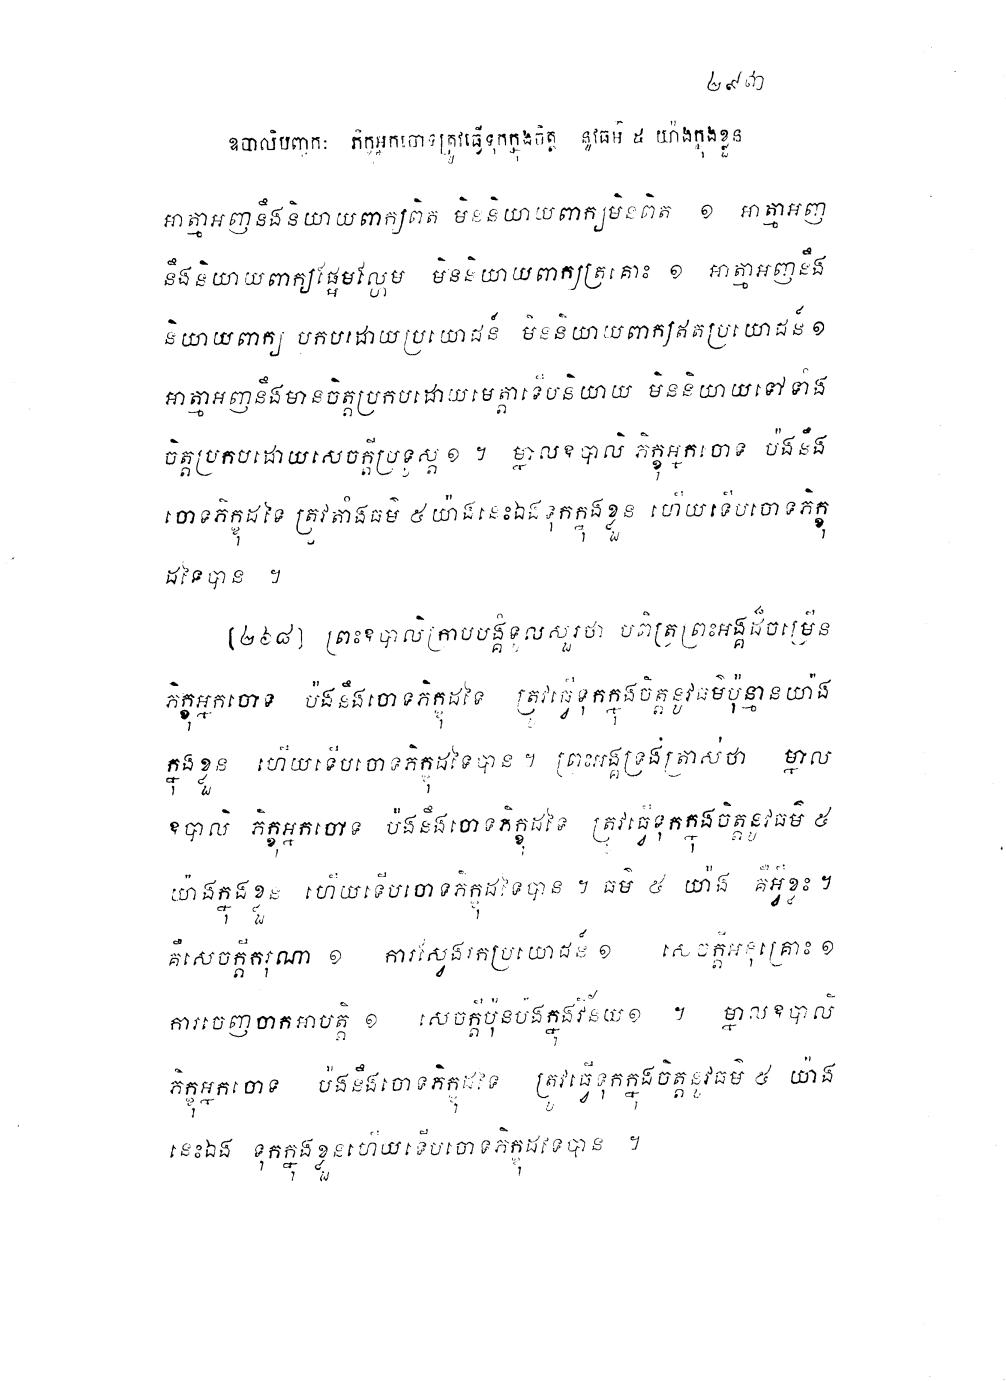 ២៩៣
ឧបាលិបញ្ចកៈ ភិក្ខុអ្នកចោទត្រូវធ្វើទុកក្នុងចិត្ត នូវធម៌ ៥ យ៉ាងក្នុងខ្លួន
អាត្មាអញនឹងនិយាយពាក្យពិត មិននិយាយពាក្យមិនពិត ១ អាត្មាអញ
នឹងនិយាយពាក្យផ្អែមល្ហែម មិននិយាយពាក្យគ្រោតគ្រោះ ១ អាត្មាអញនឹង
និយាយពាក្យ បកបដោយប្រយោជន៍ មិននិយាយពាក្យឥតប្រយោជន៍ ១
អាត្មាអញនឹងមានចិត្តប្រកបដោយមេត្តាទើបនិយាយ មិននិយាយទៅទាំង
ចិត្តប្រកបដោយសេចក្តីប្រទូស្ត ១ ។ ម្នាលឧបាលិ ភិក្ខុអ្នកចោទ ប៉ងនឹង
ចោទភិក្ខុដទៃ ត្រូវតាំងធម៌ ៥ យ៉ាងនេះឯងទុកក្នុងខ្លួន ហើយទើបចោទភិក្ខុ
ដទៃបាន ។
[២៩៨] ព្រះឧបាលិក្រាបបង្គំទូលសួរថា បពិត្រព្រះអង្គដ៏ចម្រើន
ភិក្ខុអ្នកចោទ ប៉ងនឹងចោទភិក្ខុដទៃ ត្រូវធ្វើទុកក្នុងចិត្តនូវធម៌ប៉ុន្មានយ៉ាង
ក្នុងខ្លួន ហើយទើបចោទភិក្ខុដទៃបាន ។ ព្រះអង្គទ្រង់ត្រាស់ថា ម្នាល
ឧបាលិ ភិក្ខុអ្នកចោទ ប៉ងនឹងចោទភិក្ខុដទៃ ត្រូវធ្វើទុកក្នុងចិត្តនូវធម៌ ៥
យ៉ាងក្នុងខ្លួន ហើយទើបចោទភិក្ខុដទៃបាន ។ ធម៌ ៥ យ៉ាង គឺអ្វីខ្លះ ។
គឺសេចក្តីករុណា ១ ការស្វែងរកប្រយោជន៍ ១ សេចក្តីអនុគ្រោះ ១
ការចេញចាកអាបត្តិ ១ សេចក្តីប៉ុនប៉ងក្នុងវិន័យ ១ ។ ម្នាលឧបាលិ
ភិក្ខុអ្នកចោទ ប៉ងនឹងចោទភិក្ខុដទៃ ត្រូវធ្វើទុកក្នុងចិត្តនូវធម៌ ៥ យ៉ាង
នេះឯង ទុកក្នុងខ្លួនហើយទើបចោទភិក្ខុដទៃបាន ។